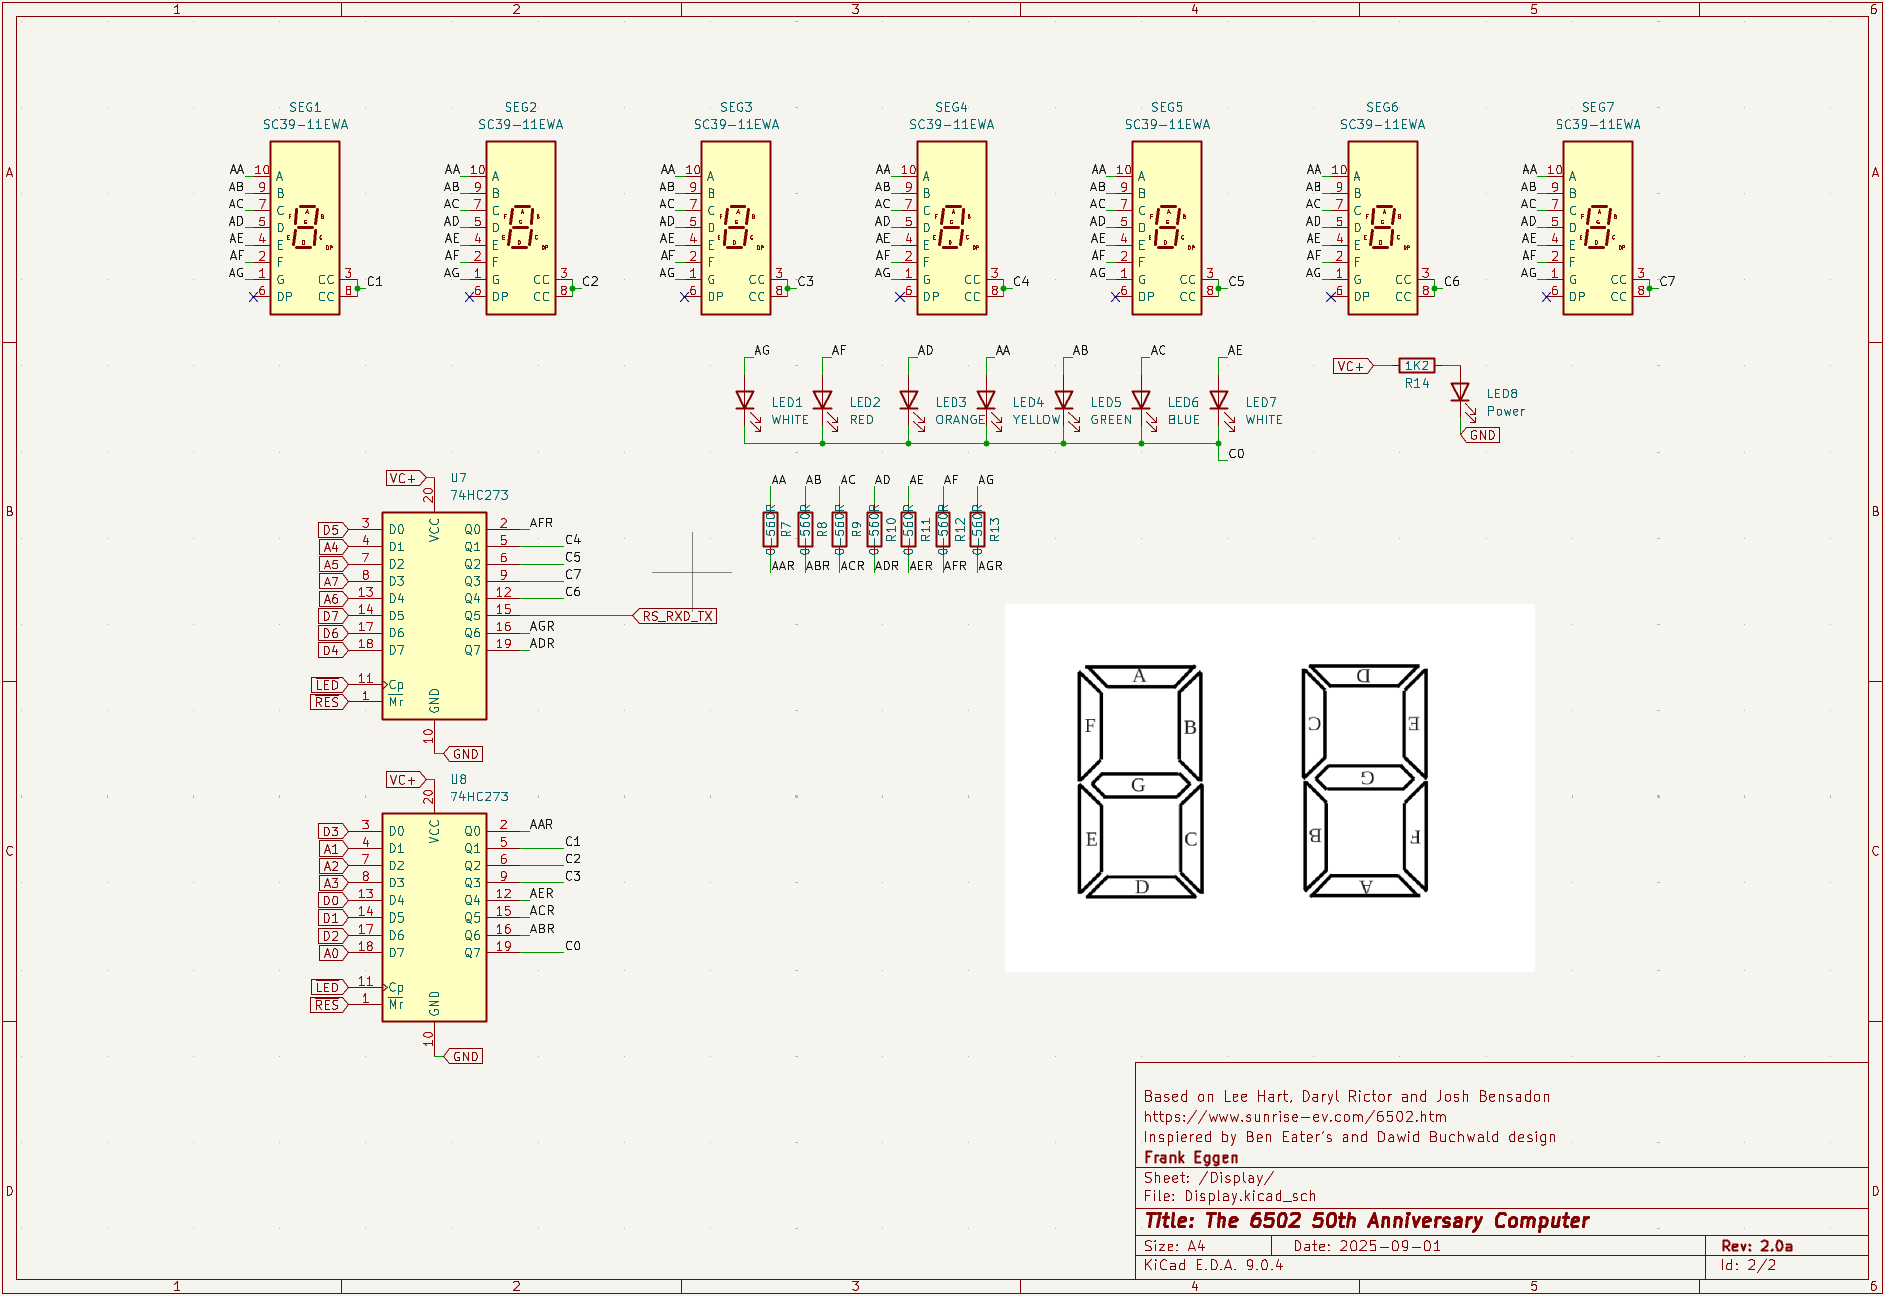 1 2 3 4 5 6
SEG1 SEG2 SEG3 SEG4 SEG5 SEG6 SEG7
SC39-11EWA SC39-11EWA SC39-11EWA SC39-11EWA SC39-11EWA SC39-11EWA SC39-11EWA
A AA 10 A AA 10 A AA 10 A AA 10 A AA 10 A AA 10 A AA 10 A A
AB 9 B AB 9 B AB 9 B AB 9 B AB 9 B AB 9 B AB 9 B
AC 7 C AC 7 C AC 7 C AC 7 C AC 7 C AC 7 C AC 7 C
AD 5 D AD 5 D AD 5 D AD 5 D AD 5 D AD 5 D AD 5 D
AE 4 E AE 4 E AE 4 E AE 4 E AE 4 E AE 4 E AE 4 E
AF 2 F AF 2 F AF 2 F AF 2 F AF 2 F AF 2 F AF 2 F
AG 1 G CC 3 C1 AG 1 G CC 3 C2 AG 1 G CC 3 C3 AG 1 G CC 3 C4 AG 1 G CC 3 C5 AG 1 G CC 3 C6 AG 1 G CC 3 C7
6 DP CC 8 6 DP CC 8 6 DP CC 8 6 DP CC 8 6 DP CC 8 6 DP CC 8 6 DP CC 8
AG AF AD AA AB AC AE
VC+ 1K2
R14
LED1 LED2 LED3 LED4 LED5 LED6 LED7 LED8
WHITE RED ORANGE YELLOW GREEN BLUE WHITE Power
GND
C0
AA AB AC AD AE AF AG
0-560R 0-560R 0-560R 0-560R 0-560R 0-560R 0-560R
R7 R8 R9 R10 R11 R12 R13
AAR ABR ACR ADR AER AFR AGR
VC+ U7
20 74HC273
B B
VCC
D5 3 D0 Q0 2 AFR
A4 4 D1 Q1 5 C4
A5 7 D2 Q2 6 C5
A7 8 D3 Q3 9 C7
A6 13 D4 Q4 12 C6
D7 14 D5 Q5 15 RS_RXD_TX
D6 17 D6 Q6 16 AGR
D4 18 D7 Q7 19 ADR
LED 11 Cp
RES 1 Mr GND
10 GND
VC+ U8
20 74HC273
VCC
D3 3 D0 Q0 2 AAR
A1 4 D1 Q1 5 C1
A2 7 D2 Q2 6 C2
A3 8 D3 Q3 9 C3
D0 13 D4 Q4 12 AER
D1 14 D5 Q5 15 ACR
D2 17 D6 Q6 16 ABR
A0 18 D7 Q7 19 C0
LED 11 Cp
RES 1 Mr GND
10 GND
C C
A D
F B C E
G G
E C B F
D A
Based on Lee Hart, Daryl Rictor and Josh Bensadon
https://www.sunrise-ev.com/6502.htm
Inspiered by Ben Eater's and Dawid Buchwald design
Frank Eggen
D D
Sheet: /Display/
File: Display.kicad_sch
Title: The 6502 50th Anniversary Computer
Size: A4 Date: 2025-09-01 Rev: 2.0a
KiCad E.D.A. 9.0.4 Id: 2/2
1 2 3 4 5 6